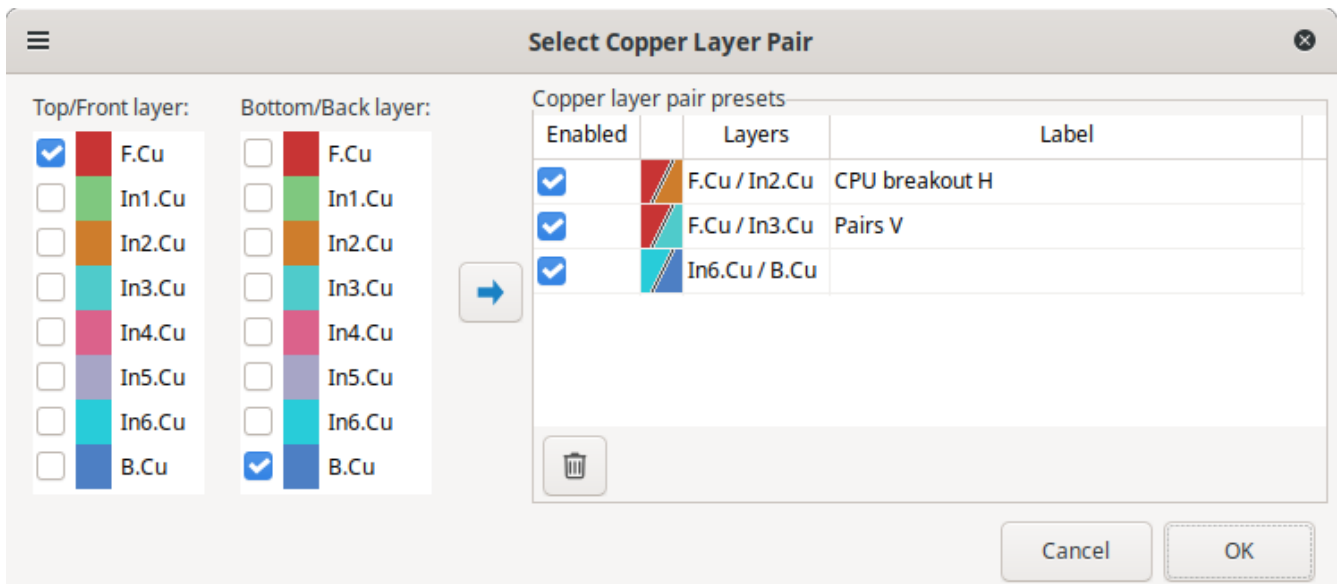 Select Copper Layer Pair
Top/Front layer:
F.Cu
In1.Cu
In2.Cu
In3.Cu
In4.Cu
In5.Cu
In6.Cu
B.Cu
Bottom/Back layer:
F.Cu
In1.Cu
In2.Cu
In3.Cu
In4.Cu
In5.Cu
In6.Cu
B.Cu
Copper layer pair presets
Enabled Layers Label
F.Cu / In2.Cu CPU breakout H
F.Cu / In3.Cu Pairs V
In6.Cu / B.Cu
Cancel OK